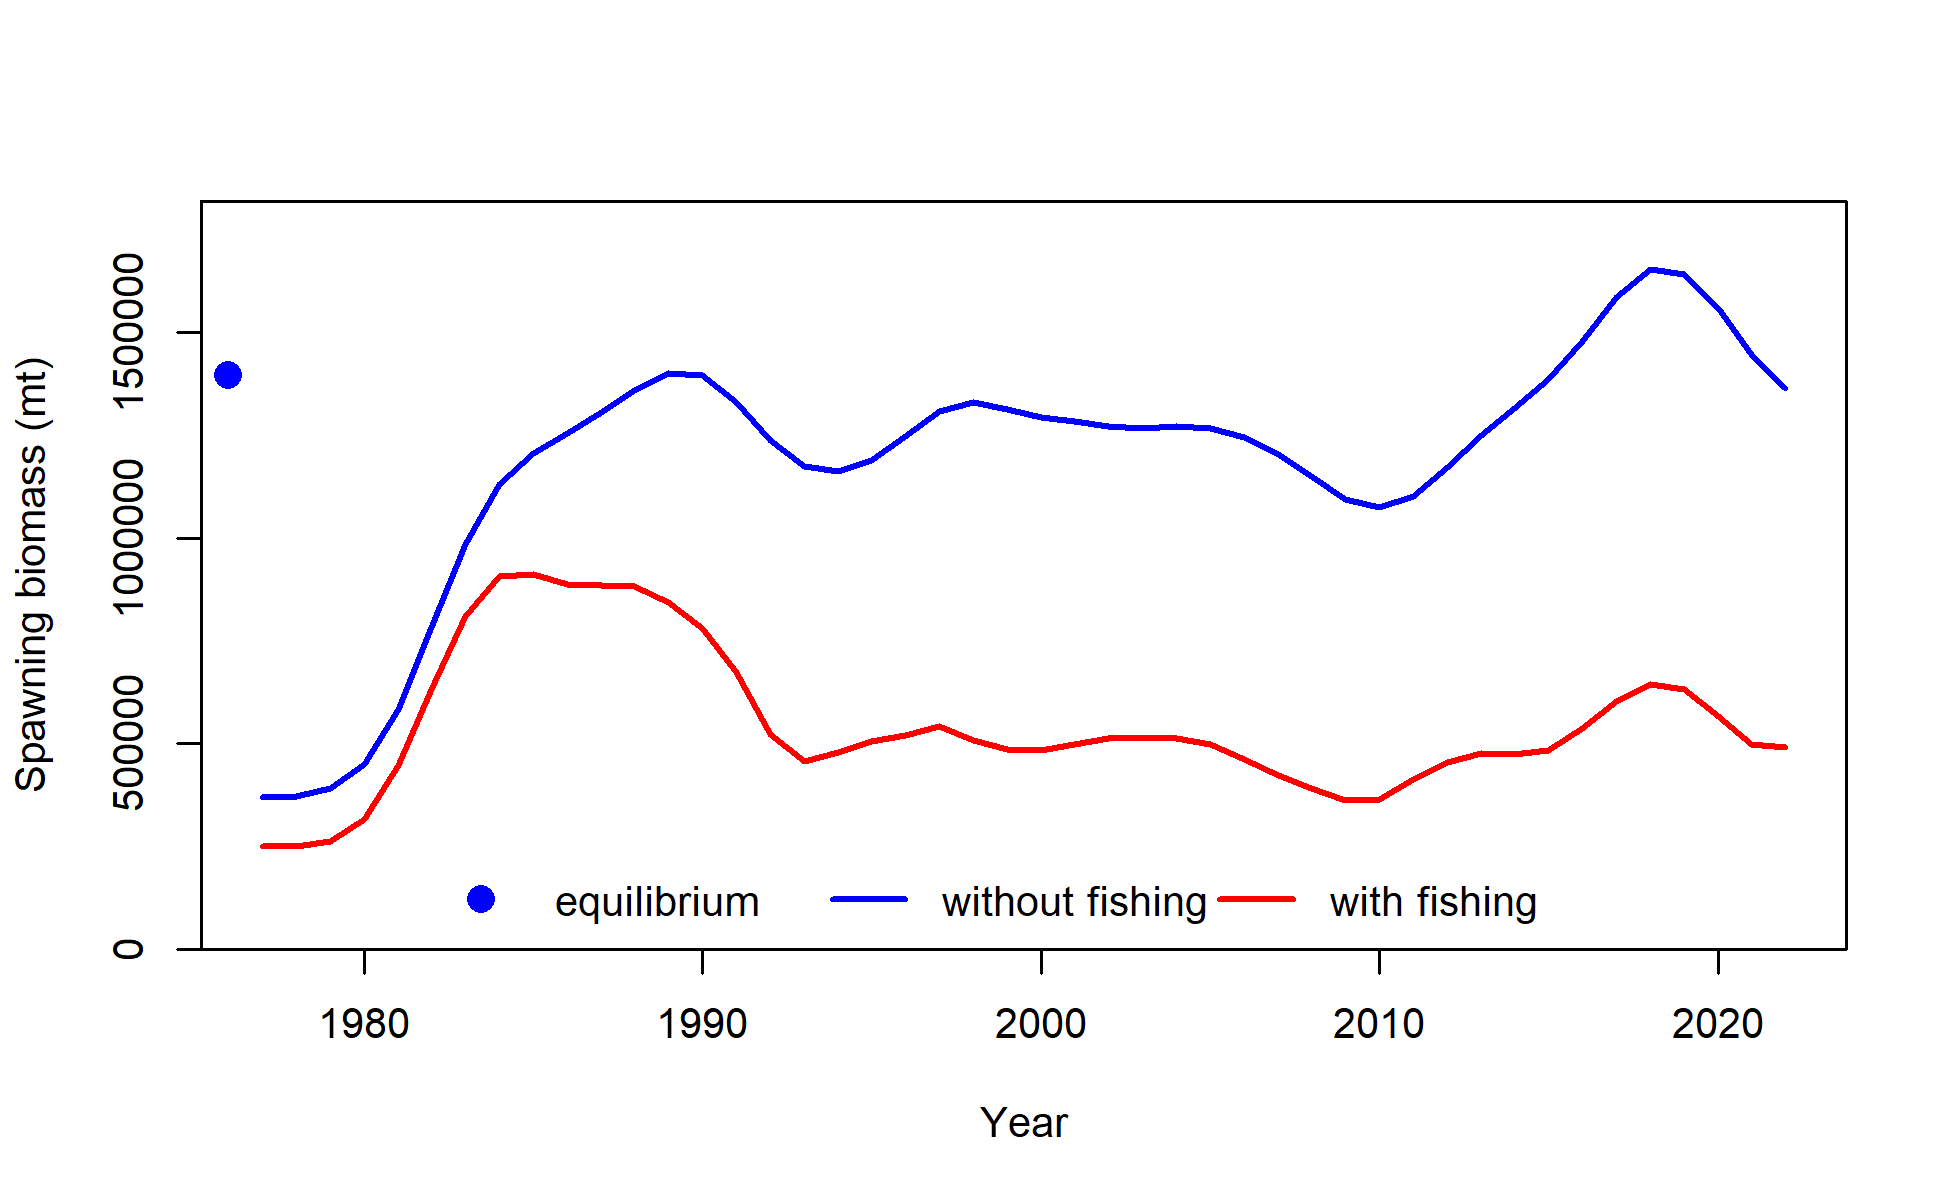 Spawning biomass (mt)
1500000
1000000
500000
0
equilibrium without fishing with fishing
1980 1990 2000 2010 2020
Year